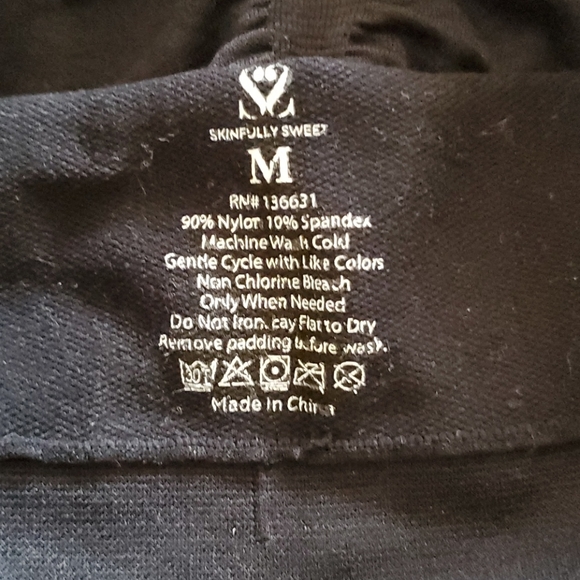 SKINFULLY SWEET
M
RN# 136631
90% Nylon 10% Spandex
Machine Wash Cold
Gentle Cycle with Like Colors
Non Chlorine Bleach
Only When Needed
Do Not Iron. Lay Flat to Dry
Remove padding before wash.
30
Made In China